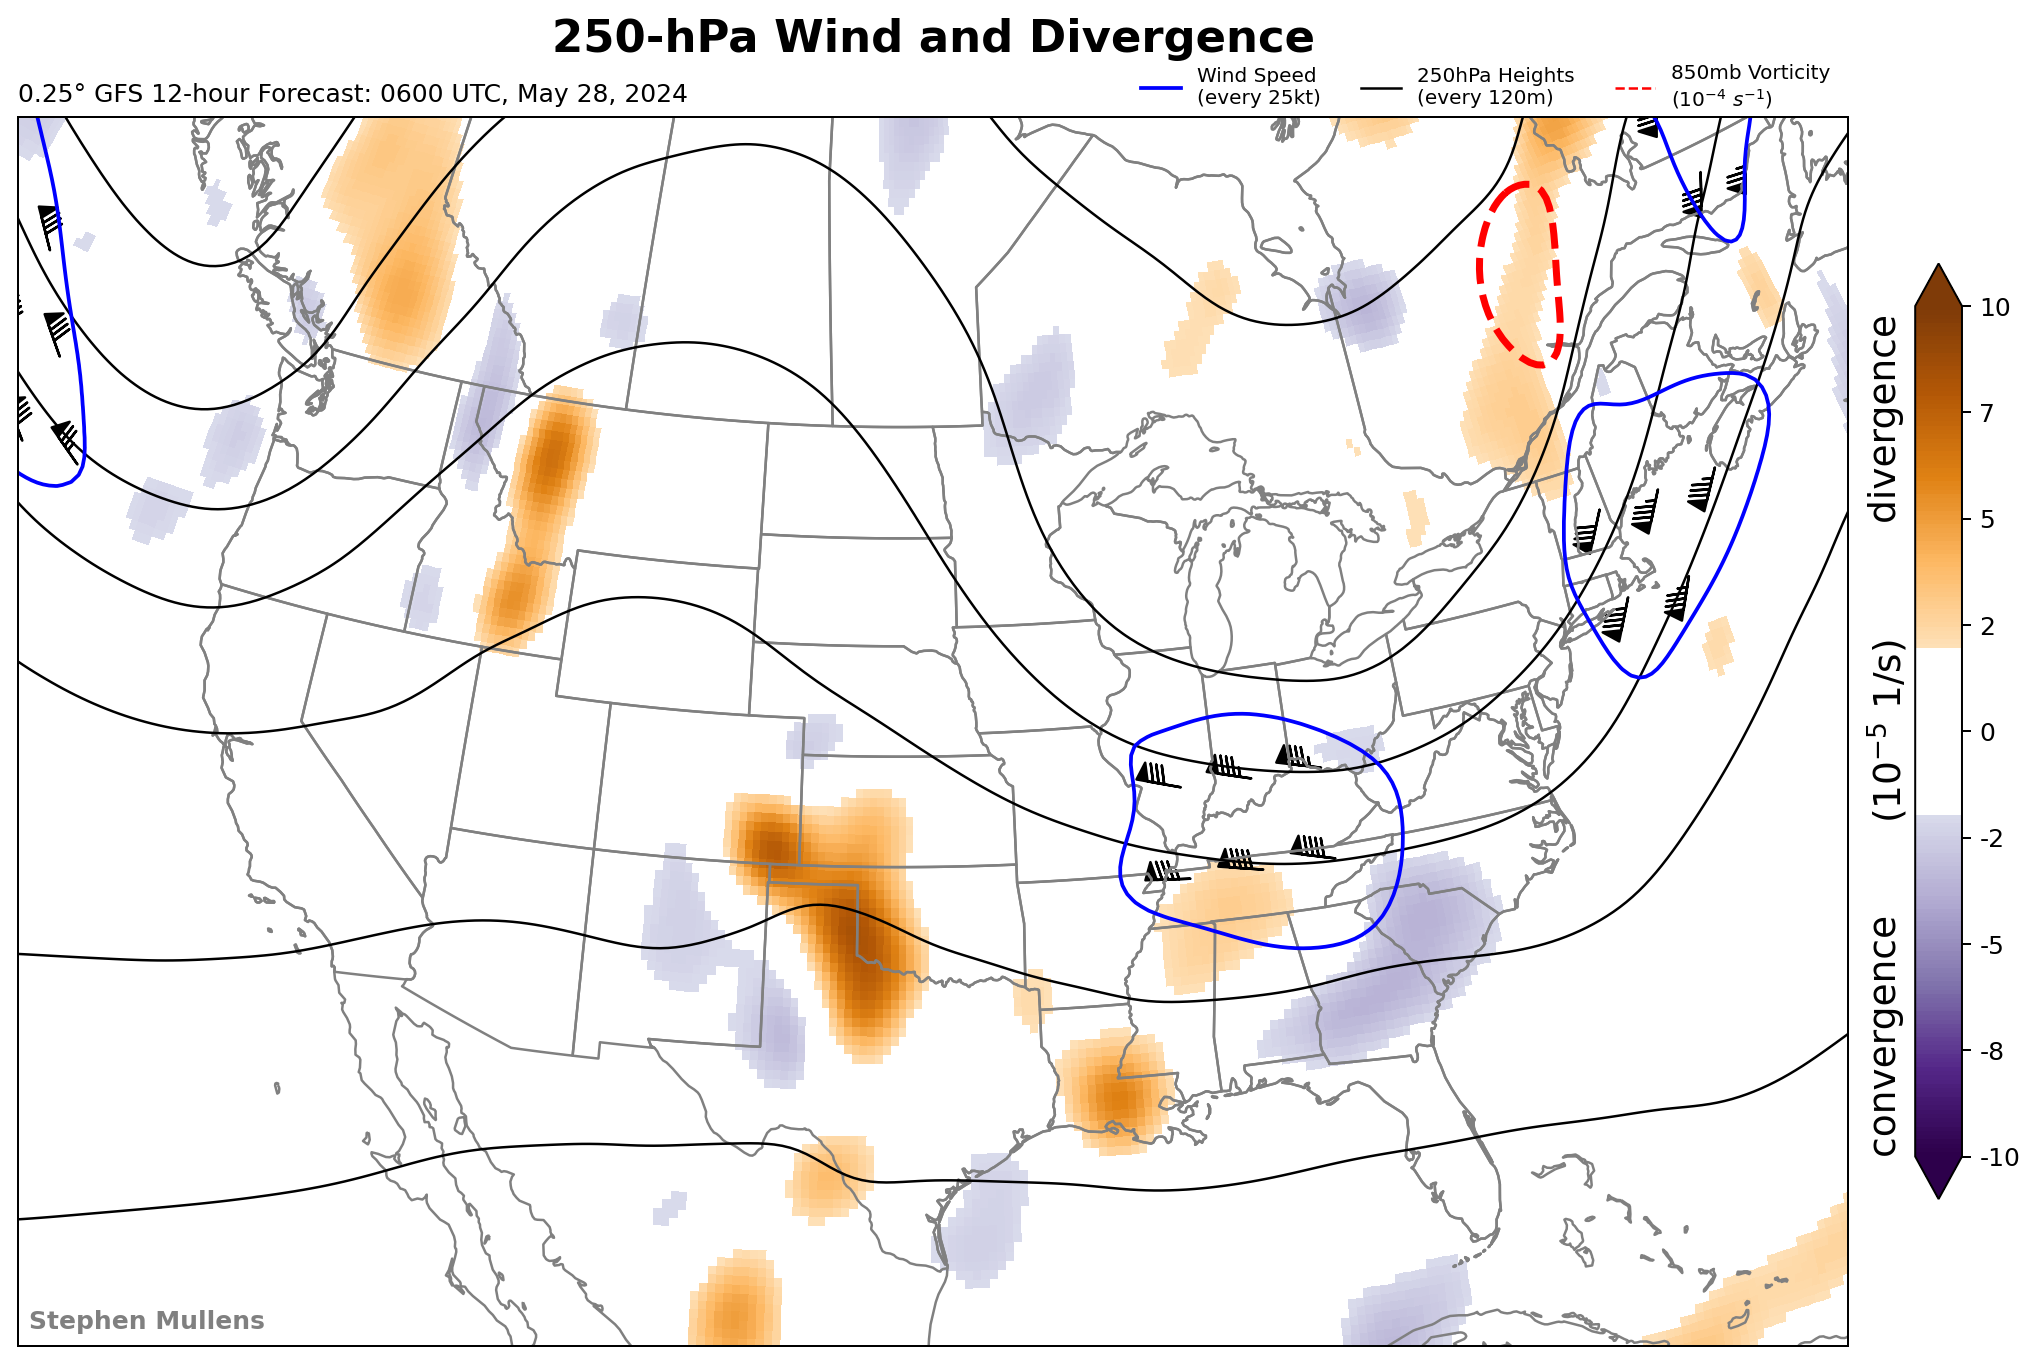 250-hPa Wind and Divergence
0.25° GFS 12-hour Forecast: 0600 UTC, May 28, 2024
Wind Speed
(every 25kt)
250hPa Heights
(every 120m)
850mb Vorticity
(10⁻⁴ s⁻¹)
10
7
5
2
0
-2
-5
-8
-10
convergence (10⁻⁵ 1/s) divergence
Stephen Mullens